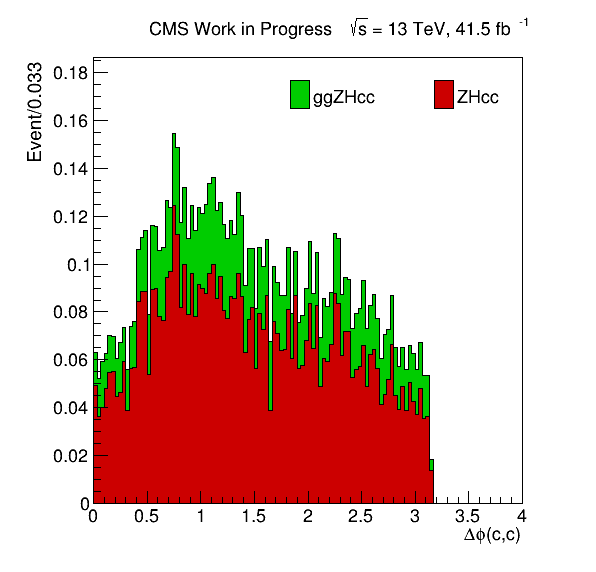 CMS Work in Progress √s = 13 TeV, 41.5 fb⁻¹
Event/0.033
ggZHcc ZHcc
0.18
0.16
0.14
0.12
0.1
0.08
0.06
0.04
0.02
0
0 0.5 1 1.5 2 2.5 3 3.5 4
Δϕ(c,c)